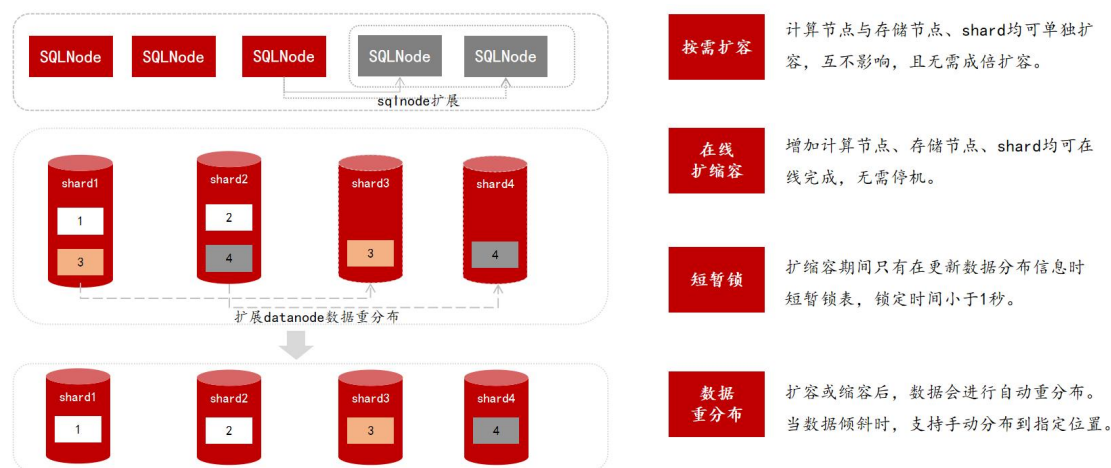 SQLNode
SQLNode
SQLNode
SQLNode
SQLNode
sqlnode扩展
shard1
shard2
shard3
shard4
1
2
3
4
3
4
扩展datanode数据重分布
shard1
shard2
shard3
shard4
1
2
3
4
按需扩容
计算节点与存储节点、shard均可单独扩
容，互不影响，且无需成倍扩容。
在线
扩缩容
增加计算节点、存储节点、shard均可在
线完成，无需停机。
短暂锁
扩缩容期间只有在更新数据分布信息时
短暂锁表，锁定时间小于1秒。
数据
重分布
扩容或缩容后，数据会进行自动重分布。
当数据倾斜时，支持手动分布到指定位置。